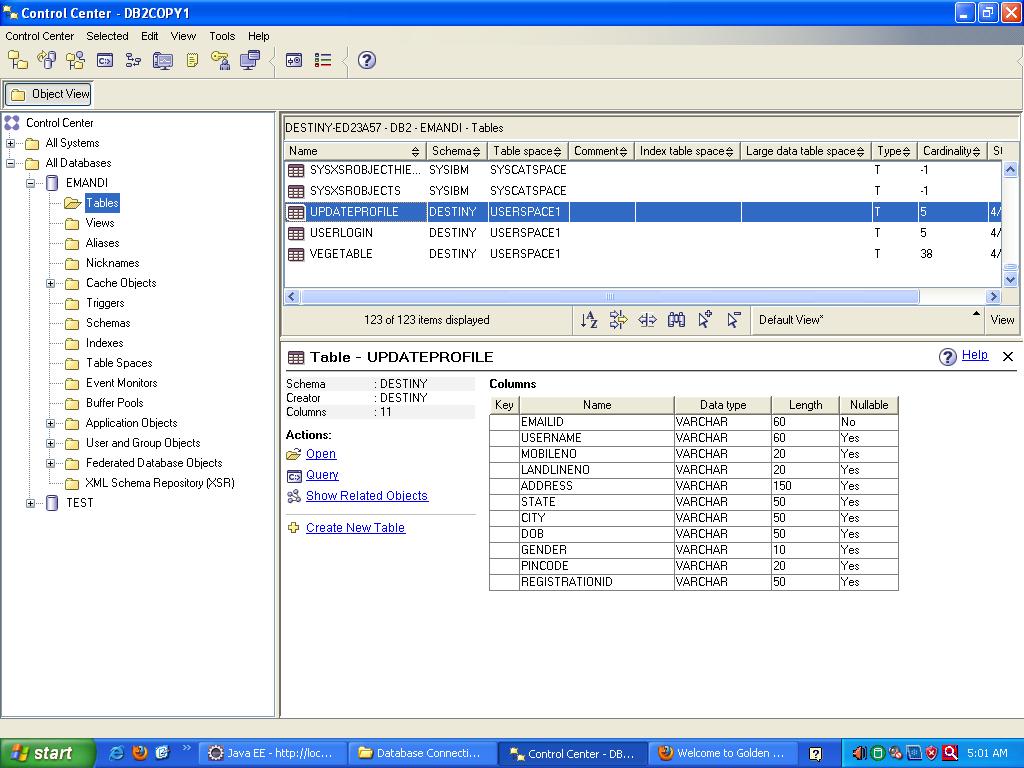 Control Center - DB2COPY1
Control Center Selected Edit View Tools Help
Object View
Control Center
All Systems
All Databases
EMANDI
Tables
Views
Aliases
Nicknames
Cache Objects
Triggers
Schemas
Indexes
Table Spaces
Event Monitors
Buffer Pools
Application Objects
User and Group Objects
Federated Database Objects
XML Schema Repository (XSR)
TEST
DESTINY-ED23A57 - DB2 - EMANDI - Tables
Name Schema Table space Comment Index table space Large data table space Type Cardinality
SYSXSROBJECTHIE... SYSIBM SYSCATSPACE T -1
SYSXSROBJECTS SYSIBM SYSCATSPACE T -1
UPDATEPROFILE DESTINY USERSPACE1 T 5 4/
USERLOGIN DESTINY USERSPACE1 T 5 4/
VEGETABLE DESTINY USERSPACE1 T 38 4/
123 of 123 items displayed Default View* View
Table - UPDATEPROFILE Help
Schema : DESTINY
Creator : DESTINY
Columns : 11
Actions:
Open
Query
Show Related Objects
Create New Table
Columns
Key Name Data type Length Nullable
EMAILID VARCHAR 60 No
USERNAME VARCHAR 60 Yes
MOBILENO VARCHAR 20 Yes
LANDLINENO VARCHAR 20 Yes
ADDRESS VARCHAR 150 Yes
STATE VARCHAR 50 Yes
CITY VARCHAR 50 Yes
DOB VARCHAR 50 Yes
GENDER VARCHAR 10 Yes
PINCODE VARCHAR 20 Yes
REGISTRATIONID VARCHAR 50 Yes
start Java EE - http://loc... Database Connecti... Control Center - DB... Welcome to Golden ... 5:01 AM